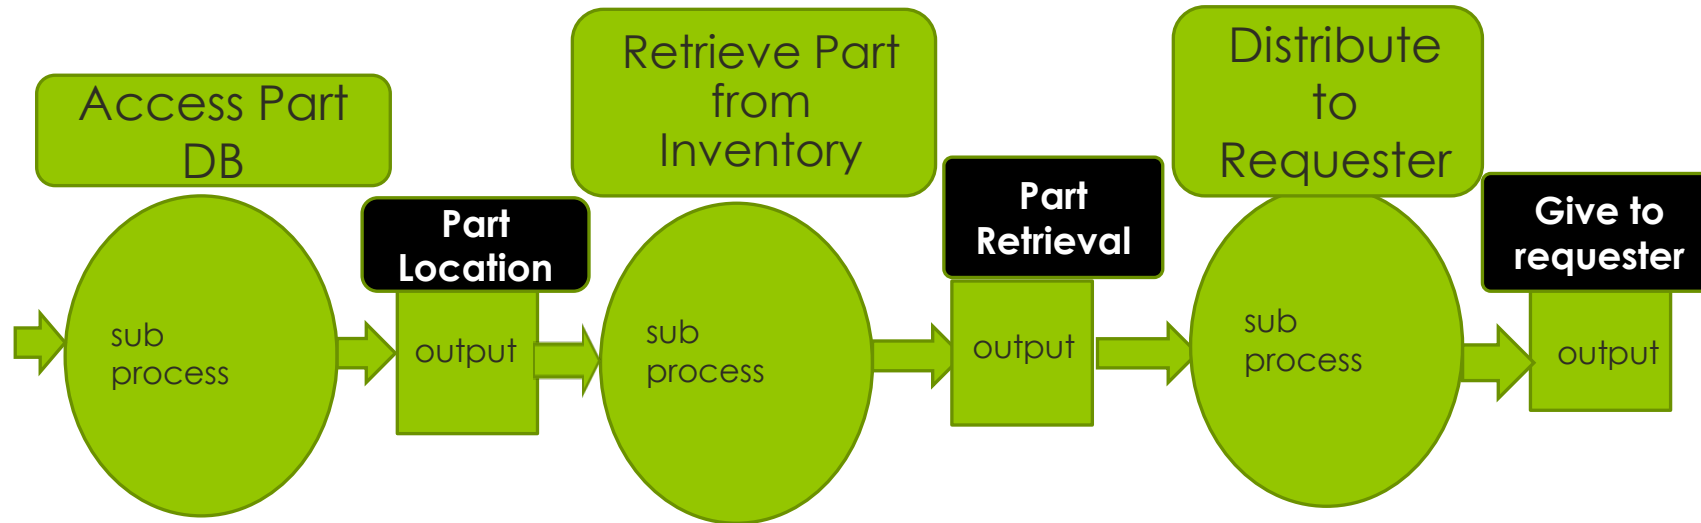 Access Part
DB
Part
Location
Retrieve Part
from
Inventory
Part
Retrieval
Distribute
to
Requester
Give to
requester
sub
process
output
sub
process
output
sub
process
output